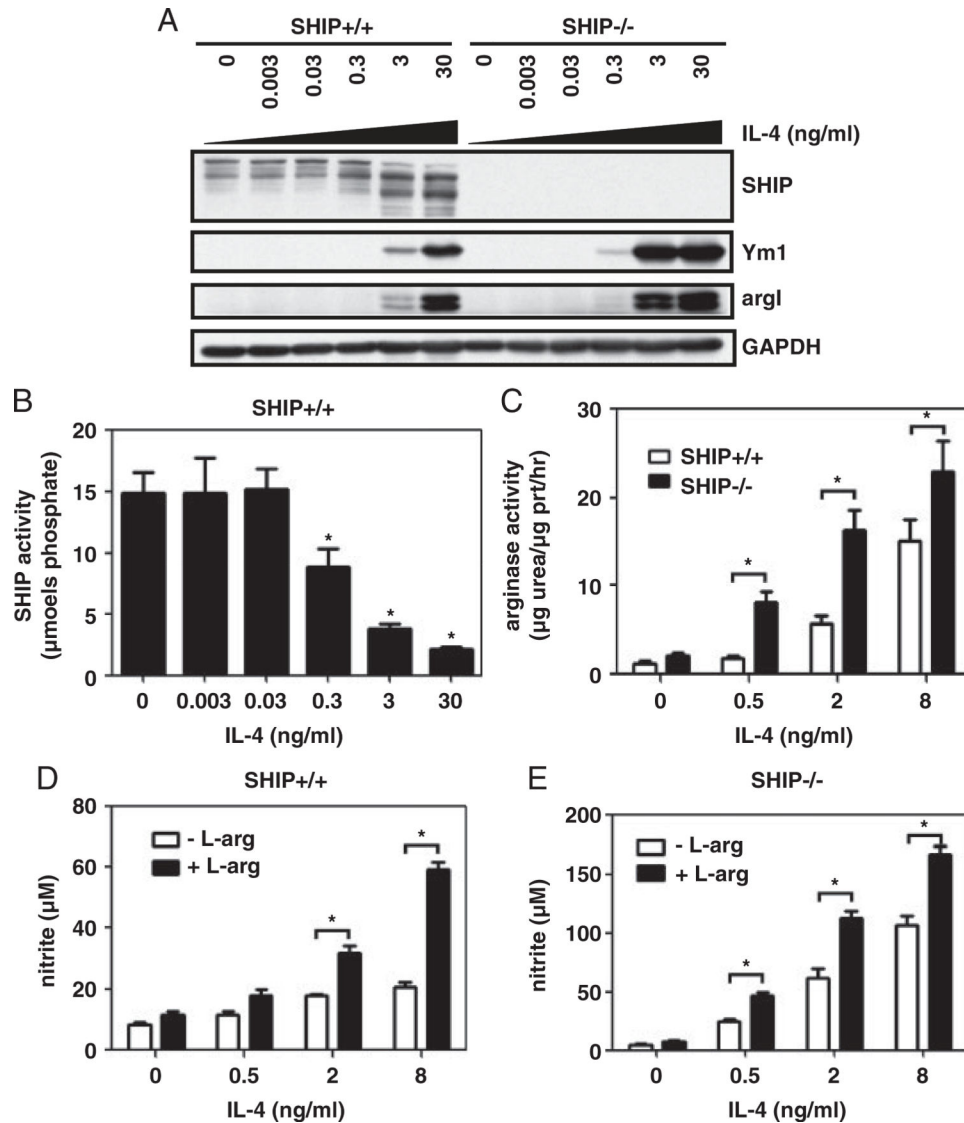 A
SHIP+/+ SHIP-/-
0 0.003 0.03 0.3 3 30 0 0.003 0.03 0.3 3 30
IL-4 (ng/ml)
SHIP
Ym1
argI
GAPDH
B
SHIP+/+
20
15
10
5
0
SHIP activity
(µmoels phosphate)
* * *
0 0.003 0.03 0.3 3 30
IL-4 (ng/ml)
C
30
20
10
0
arginase activity
(µg urea/µg prt/hr)
SHIP+/+
SHIP-/-
* * *
0 0.5 2 8
IL-4 (ng/ml)
D
SHIP+/+
80
60
40
20
0
nitrite (µM)
- L-arg
+ L-arg
* *
0 0.5 2 8
IL-4 (ng/ml)
E
SHIP-/-
200
150
100
50
0
nitrite (µM)
- L-arg
+ L-arg
* * *
0 0.5 2 8
IL-4 (ng/ml)